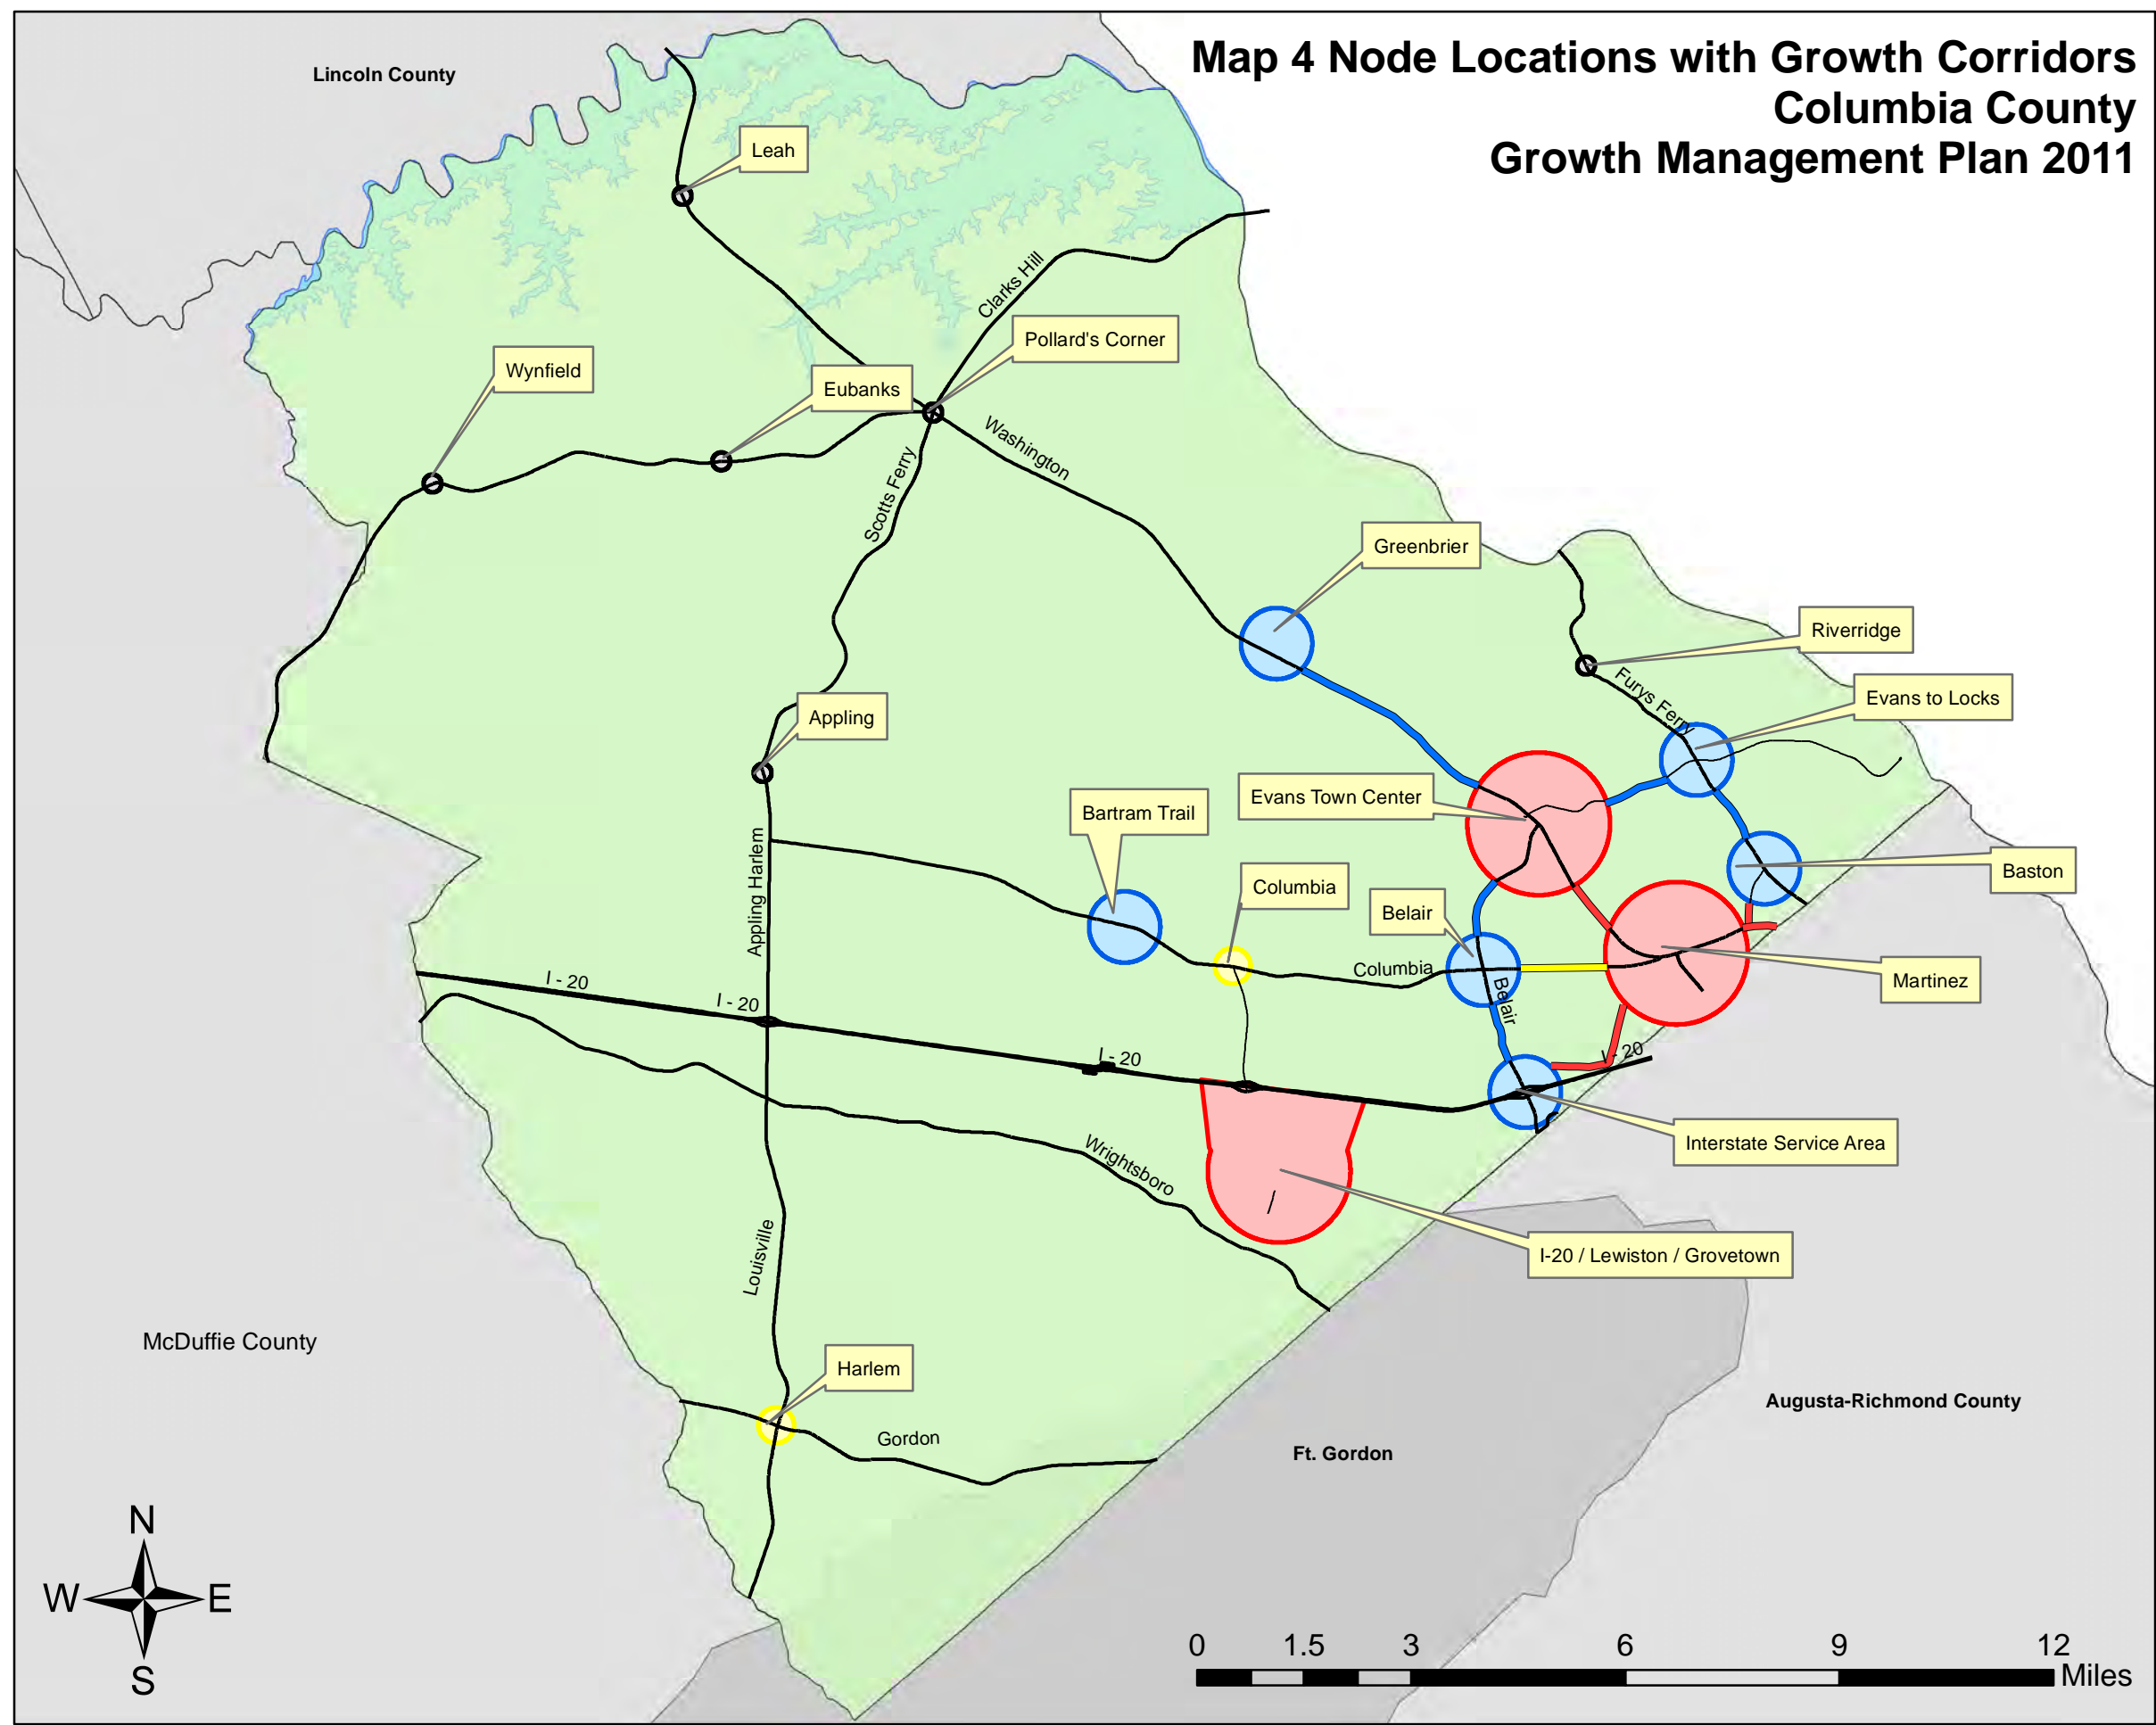 Map 4 Node Locations with Growth Corridors
Columbia County
Growth Management Plan 2011
Lincoln County
Leah
Clarks Hill
Pollard's Corner
Wynfield
Eubanks
Washington
Scotts Ferry
Greenbrier
Riverridge
Furys Ferry
Evans to Locks
Appling
Evans Town Center
Bartram Trail
Appling Harlem
Columbia
Baston
Belair
Columbia
Martinez
I - 20
I - 20
Belair
I - 20
I - 20
Interstate Service Area
Wrightsboro
I-20 / Lewiston / Grovetown
Louisville
McDuffie County
Harlem
Augusta-Richmond County
Gordon
Ft. Gordon
N
W E
S
0 1.5 3 6 9 12
Miles